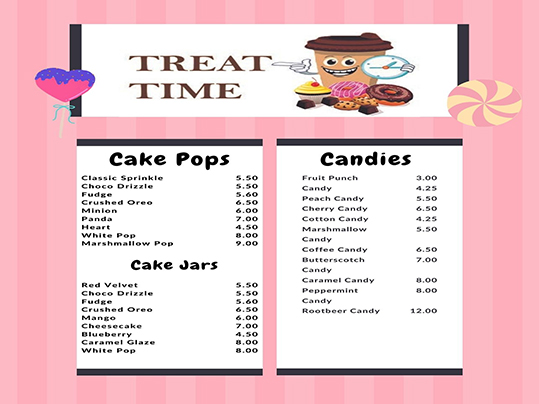 TREAT
TIME
Cake Pops
Classic Sprinkle 5.50
Choco Drizzle 5.50
Fudge 5.60
Crushed Oreo 6.50
Minion 6.00
Panda 7.00
Heart 4.50
White Pop 8.00
Marshmallow Pop 9.00
Cake Jars
Red Velvet 5.50
Choco Drizzle 5.50
Fudge 5.60
Crushed Oreo 6.50
Mango 6.00
Cheesecake 7.00
Blueberry 4.50
Caramel Glaze 8.00
White Pop 8.00
Candies
Fruit Punch 3.00
Candy 4.25
Peach Candy 5.50
Cherry Candy 6.50
Cotton Candy 4.25
Marshmallow 5.50
Candy
Coffee Candy 6.50
Butterscotch 7.00
Candy
Caramel Candy 8.00
Peppermint 8.00
Candy
Rootbeer Candy 12.00